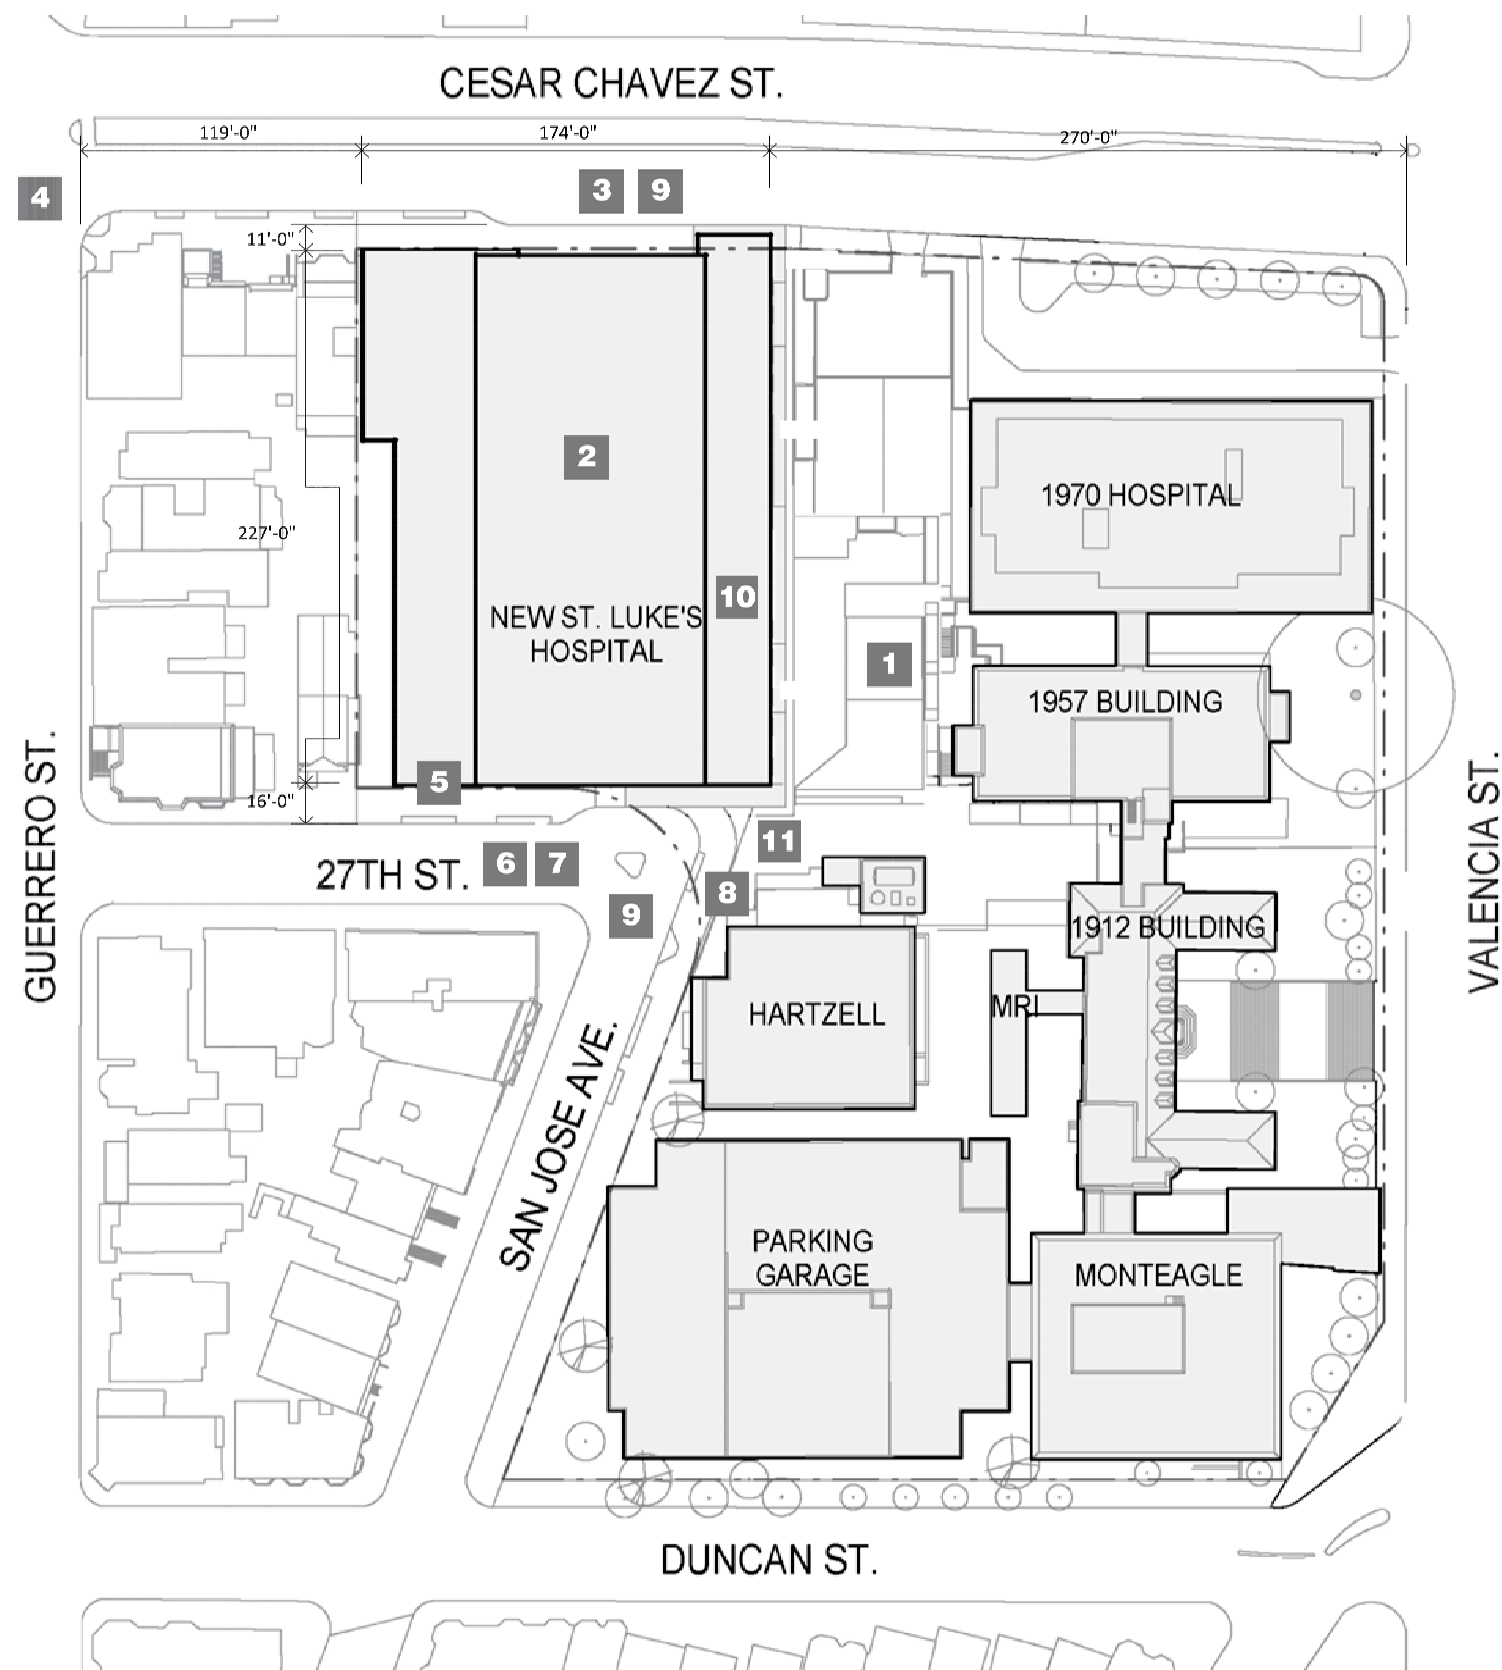 CESAR CHAVEZ ST.
119'-0"
174'-0"
270'-0"
4
3
9
11'-0"
2
1970 HOSPITAL
227'-0"
10
NEW ST. LUKE'S
HOSPITAL
1
1957 BUILDING
5
16'-0"
GUERRERO ST.
VALENCIA ST.
11
27TH ST.
6
7
8
9
1912 BUILDING
HARTZELL
MRI
SAN JOSE AVE.
PARKING
GARAGE
MONTEAGLE
DUNCAN ST.